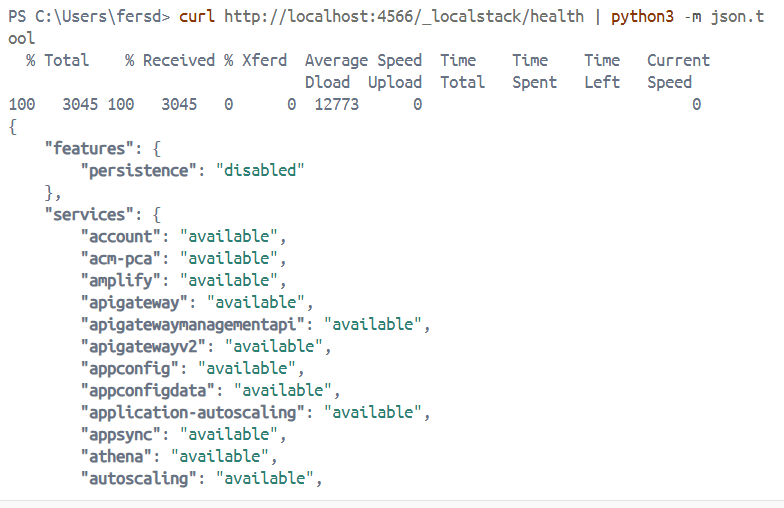 PS C:\Users\fersd> curl http://localhost:4566/_localstack/health | python3 -m json.t
ool
  % Total    % Received % Xferd  Average Speed  Time    Time    Time   Current
                                 Dload  Upload  Total   Spent   Left   Speed
100   3045 100   3045   0      0  12773      0                              0
{
    "features": {
        "persistence": "disabled"
    },
    "services": {
        "account": "available",
        "acm-pca": "available",
        "amplify": "available",
        "apigateway": "available",
        "apigatewaymanagementapi": "available",
        "apigatewayv2": "available",
        "appconfig": "available",
        "appconfigdata": "available",
        "application-autoscaling": "available",
        "appsync": "available",
        "athena": "available",
        "autoscaling": "available",